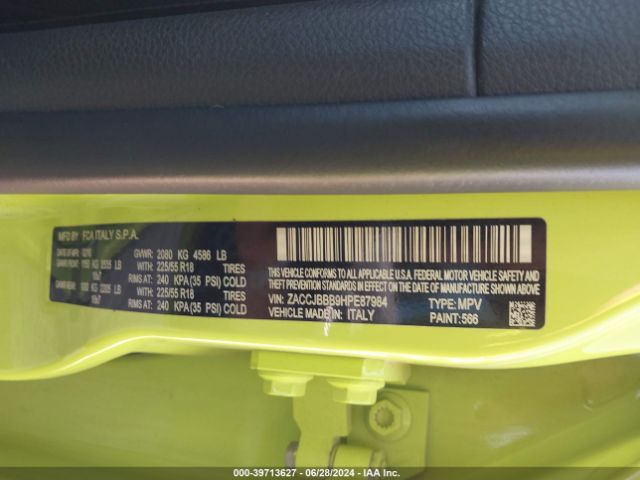 MFD BY FCA ITALY S.P.A.
GVWR: 2080 KG 4586 LB
WITH: 225/55 R18 TIRES
RIMS AT: 240 KPA (35 PSI) COLD
WITH: 225/55 R18 TIRES
RIMS AT: 240 KPA (35 PSI) COLD
THIS VEHICLE CONFORMS TO ALL APPLICABLE U.S.A.
FEDERAL MOTOR VEHICLE SAFETY, BUMPER, AND
THEFT PREVENTION STANDARDS IN EFFECT ON THE
DATE OF MANUFACTURE SHOWN ABOVE.
VIN: ZACCJBBB9HPE87984 TYPE: MPV
VEHICLE MADE IN: ITALY PAINT: 566
000-39713627 - 06/28/2024 - IAA Inc.